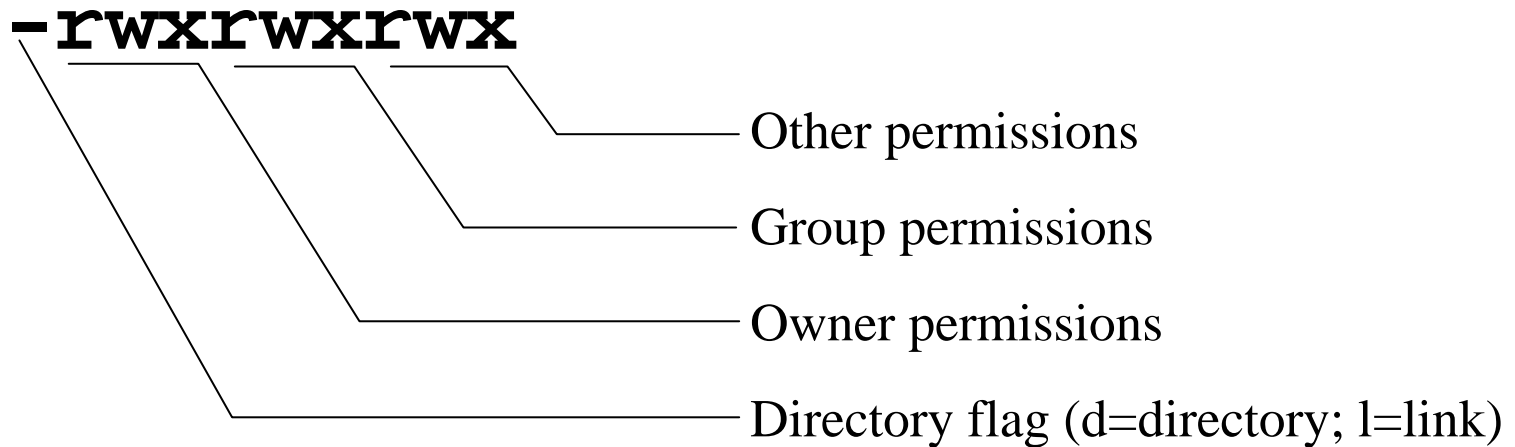 -rwxrwxrwx
Other permissions
Group permissions
Owner permissions
Directory flag (d=directory; l=link)